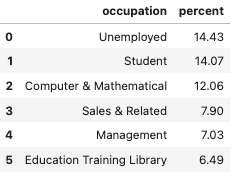 occupation percent
0 Unemployed 14.43
1 Student 14.07
2 Computer & Mathematical 12.06
3 Sales & Related 7.90
4 Management 7.03
5 Education Training Library 6.49